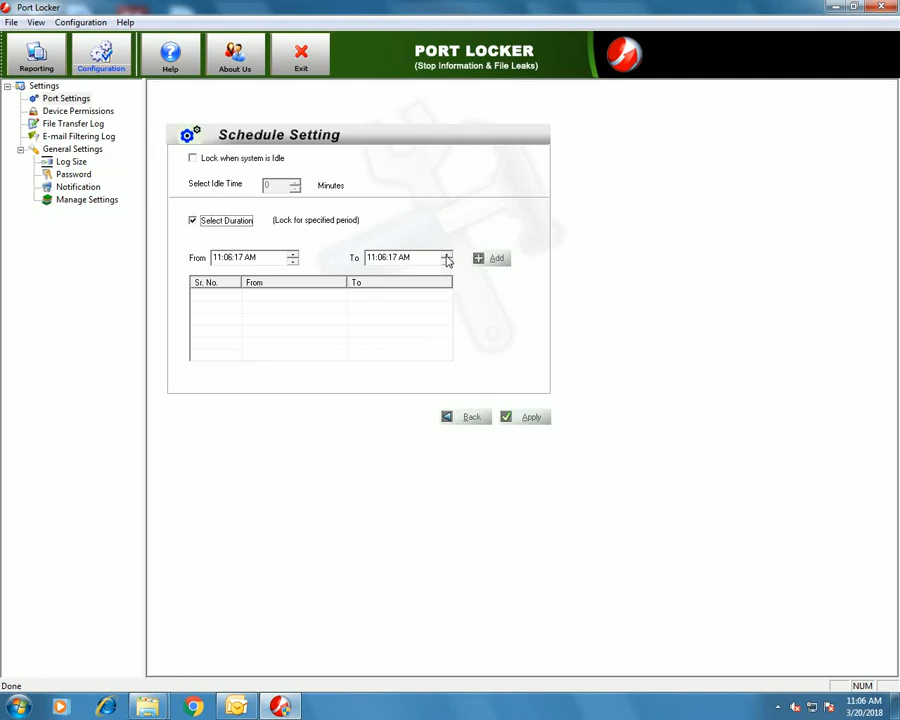 Port Locker
File View Configuration Help
Reporting Configuration Help About Us Exit
PORT LOCKER
(Stop Information & File Leaks)
Settings
Port Settings
Device Permissions
File Transfer Log
E-mail Filtering Log
General Settings
Log Size
Password
Notification
Manage Settings
Schedule Setting
Lock when system is Idle
Select Idle Time 0 Minutes
Select Duration (Lock for specified period)
From 11:06:17 AM To 11:06:17 AM Add
Sr. No. From To
Back Apply
Done NUM
11:06 AM
3/20/2018